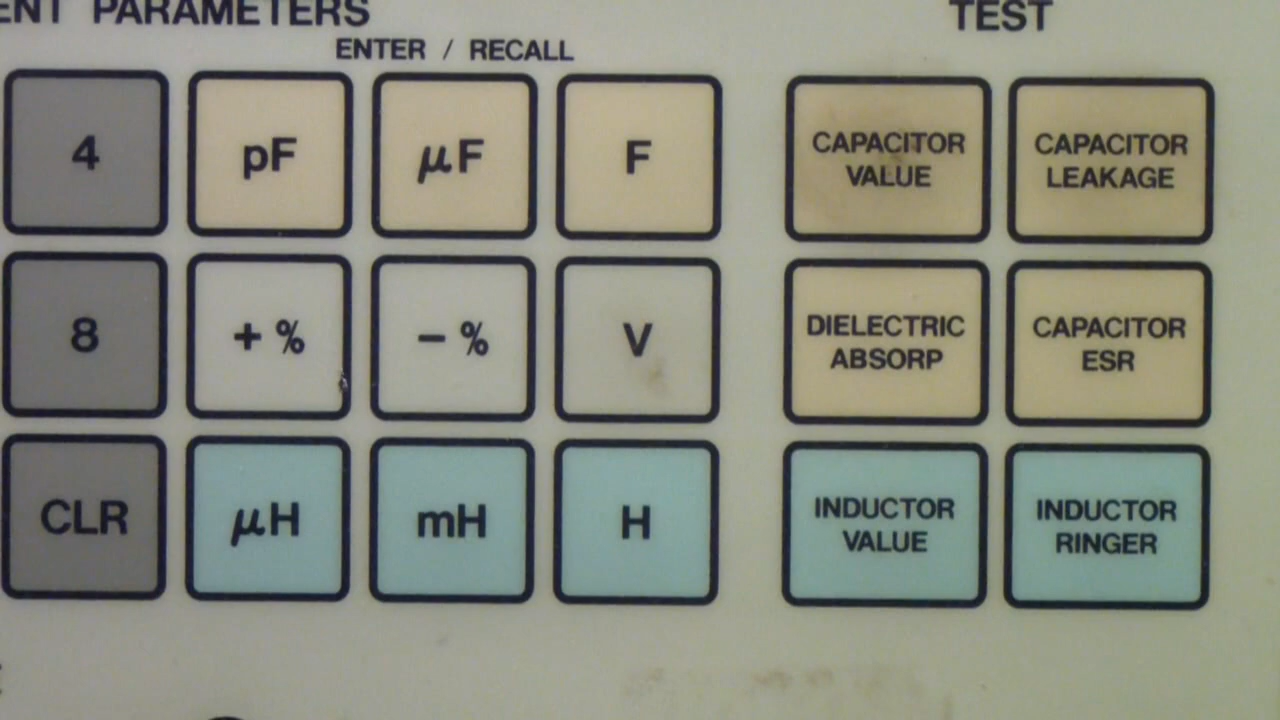 PARAMETERS
TEST
ENTER / RECALL
4
pF
μF
F
CAPACITOR
VALUE
CAPACITOR
LEAKAGE
8
+ %
- %
V
DIELECTRIC
ABSORP
CAPACITOR
ESR
CLR
μH
mH
H
INDUCTOR
VALUE
INDUCTOR
RINGER